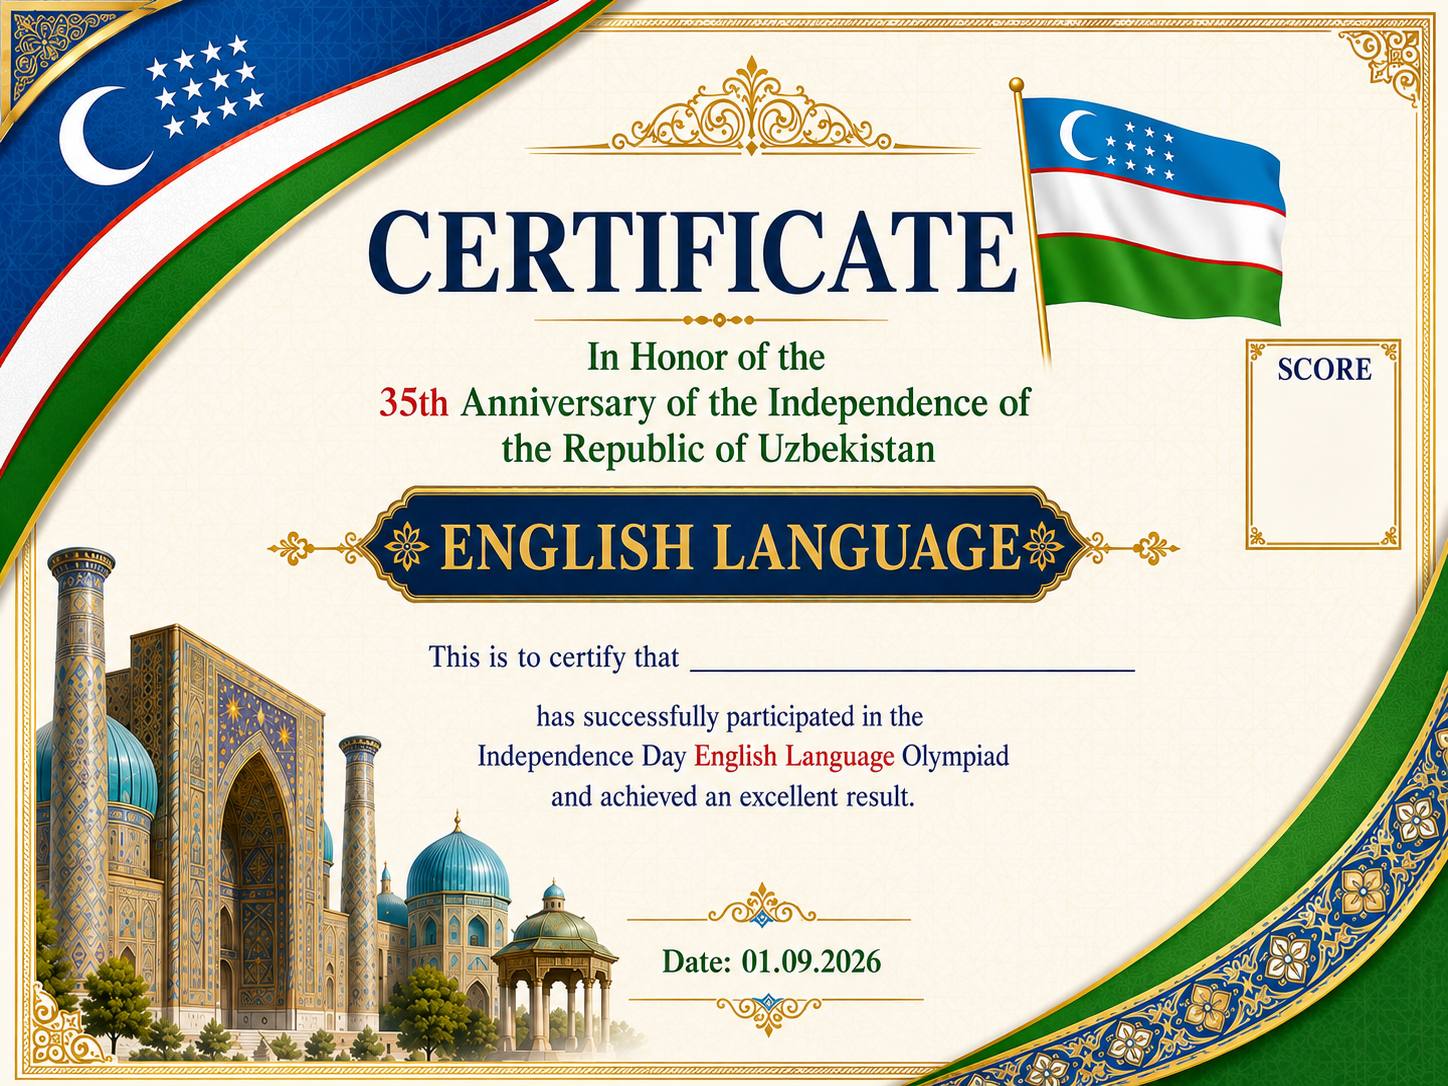 CERTIFICATE
In Honor of the
35th Anniversary of the Independence of
the Republic of Uzbekistan
SCORE
ENGLISH LANGUAGE
This is to certify that
has successfully participated in the
Independence Day English Language Olympiad
and achieved an excellent result.
Date: 01.09.2026